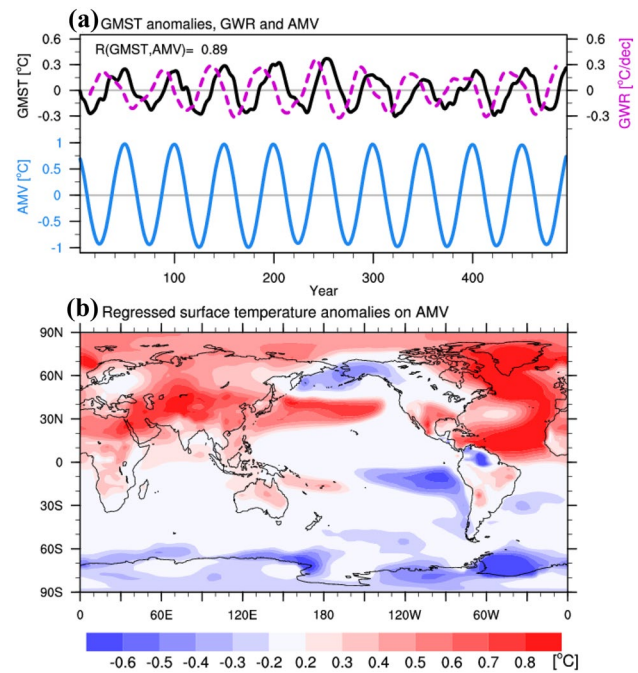 (a) GMST anomalies, GWR and AMV
R(GMST,AMV)= 0.89
GMST [°C]
0.6
0.3
0
-0.3
0.6
0.3
0
-0.3
GWR [°C/dec]
AMV [°C]
1
0.5
0
-0.5
-1
100 200 300 400
Year
(b) Regressed surface temperature anomalies on AMV
90N
60N
30N
0
30S
60S
90S
0 60E 120E 180 120W 60W 0
-0.6 -0.5 -0.4 -0.3 -0.2 0.2 0.3 0.4 0.5 0.6 0.7 0.8 [°C]